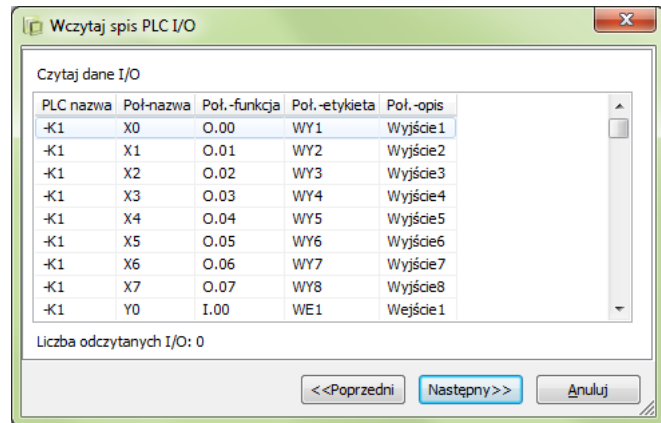 Wczytaj spis PLC I/O
Czytaj dane I/O
PLC nazwa Poł-nazwa Poł.-funkcja Poł.-etykieta Poł.-opis
-K1 X0 O.00 WY1 Wyjście1
-K1 X1 O.01 WY2 Wyjście2
-K1 X2 O.02 WY3 Wyjście3
-K1 X3 O.03 WY4 Wyjście4
-K1 X4 O.04 WY5 Wyjście5
-K1 X5 O.05 WY6 Wyjście6
-K1 X6 O.06 WY7 Wyjście7
-K1 X7 O.07 WY8 Wyjście8
-K1 Y0 I.00 WE1 Wejście1
Liczba odczytanych I/O: 0
<<Poprzedni Następny>> Anuluj